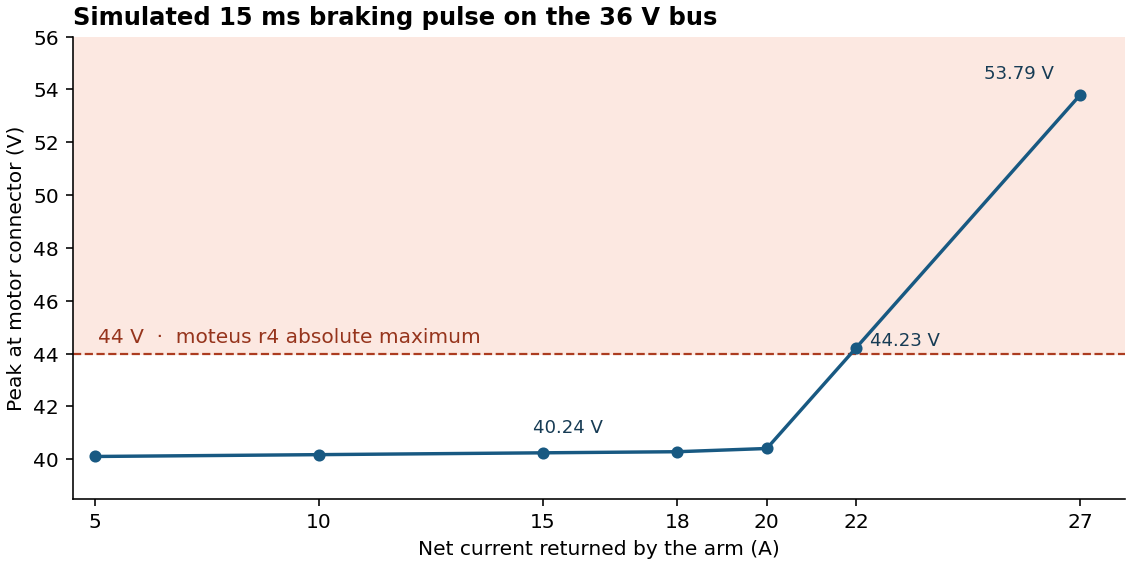 Simulated 15 ms braking pulse on the 36 V bus
Peak at motor connector (V)
56
54
52
50
48
46
44
42
40
53.79 V
44 V · moteus r4 absolute maximum
44.23 V
40.24 V
5 10 15 18 20 22 27
Net current returned by the arm (A)